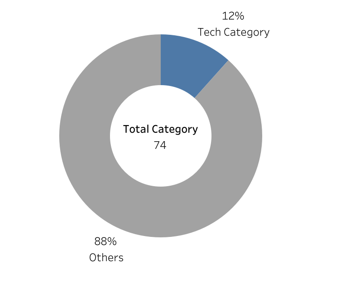 12%
Tech Category
Total Category
74
88%
Others